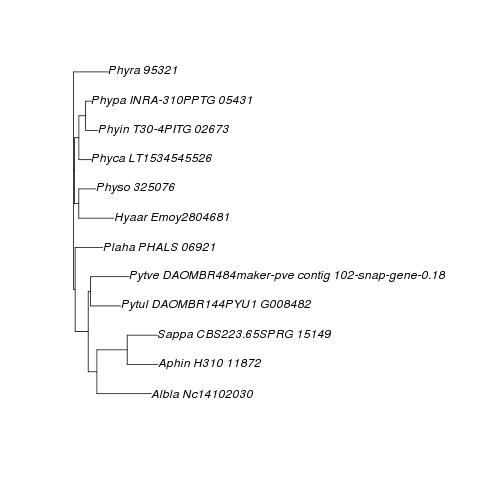 Phyra 95321
Phypa INRA-310PPTG 05431
Phyin T30-4PITG 02673
Phyca LT1534545526
Physo 325076
Hyaar Emoy2804681
Plaha PHALS 06921
Pytve DAOMBR484maker-pve contig 102-snap-gene-0.18
Pytul DAOMBR144PYU1 G008482
Sappa CBS223.65SPRG 15149
Aphin H310 11872
Albla Nc14102030